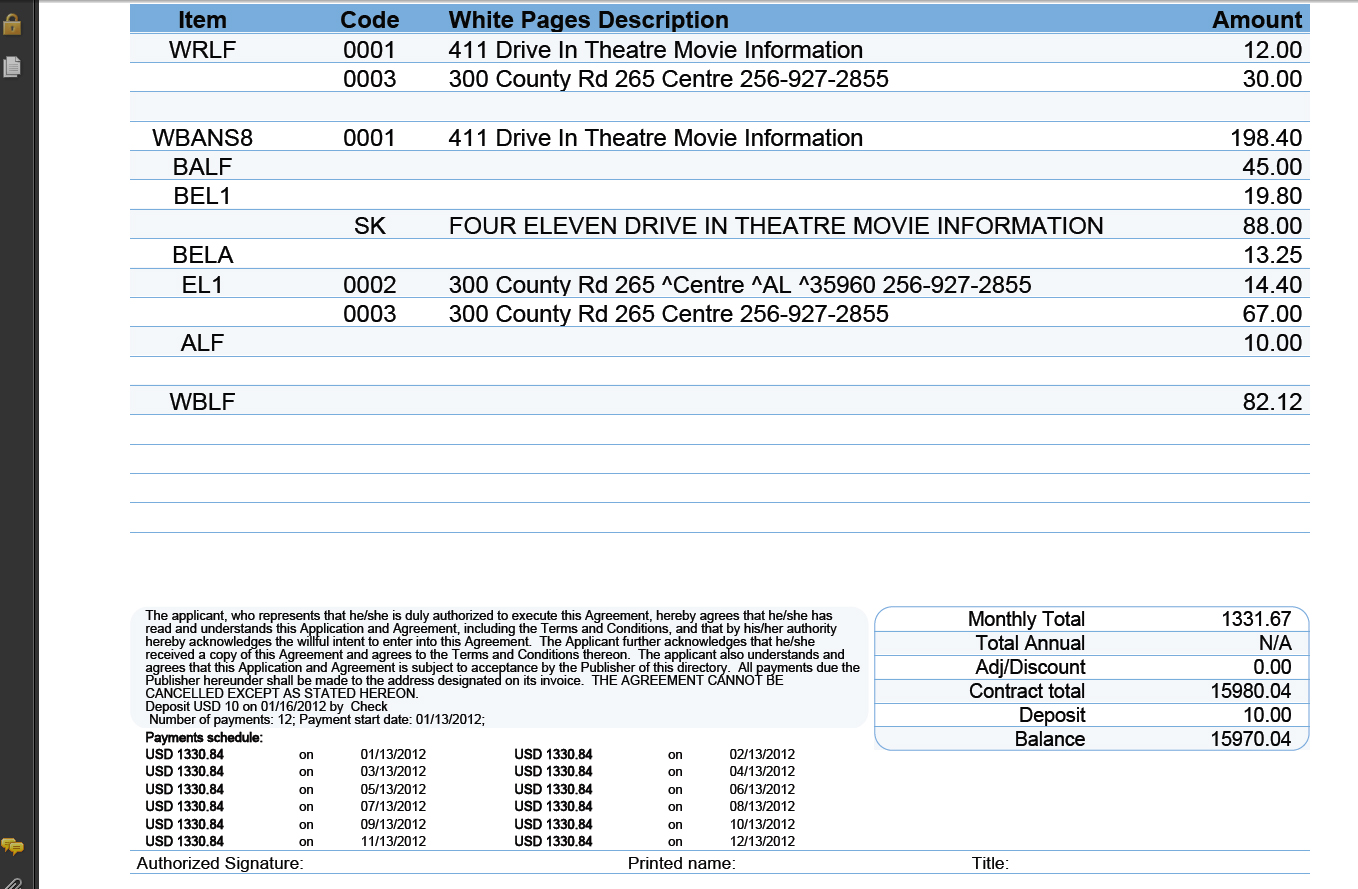 Item Code White Pages Description Amount
WRLF 0001 411 Drive In Theatre Movie Information 12.00
0003 300 County Rd 265 Centre 256-927-2855 30.00
WBANS8 0001 411 Drive In Theatre Movie Information 198.40
BALF 45.00
BEL1 19.80
SK FOUR ELEVEN DRIVE IN THEATRE MOVIE INFORMATION 88.00
BELA 13.25
EL1 0002 300 County Rd 265 ^Centre ^AL ^35960 256-927-2855 14.40
0003 300 County Rd 265 Centre 256-927-2855 67.00
ALF 10.00
WBLF 82.12
The applicant, who represents that he/she is duly authorized to execute this Agreement, hereby agrees that he/she has
read and understands this Application and Agreement, including the Terms and Conditions, and that by his/her authority
hereby acknowledges the willful intent to enter into this Agreement. The Applicant further acknowledges that he/she
received a copy of this Agreement and agrees to the Terms and Conditions thereon. The applicant also understands and
agrees that this Application and Agreement is subject to acceptance by the Publisher of this directory. All payments due the
Publisher hereunder shall be made to the address designated on its invoice. THE AGREEMENT CANNOT BE
CANCELLED EXCEPT AS STATED HEREON.
Deposit USD 10 on 01/16/2012 by Check
Number of payments: 12; Payment start date: 01/13/2012;
Monthly Total 1331.67
Total Annual N/A
Adj/Discount 0.00
Contract total 15980.04
Deposit 10.00
Balance 15970.04
Payments schedule:
USD 1330.84 on 01/13/2012 USD 1330.84 on 02/13/2012
USD 1330.84 on 03/13/2012 USD 1330.84 on 04/13/2012
USD 1330.84 on 05/13/2012 USD 1330.84 on 06/13/2012
USD 1330.84 on 07/13/2012 USD 1330.84 on 08/13/2012
USD 1330.84 on 09/13/2012 USD 1330.84 on 10/13/2012
USD 1330.84 on 11/13/2012 USD 1330.84 on 12/13/2012
Authorized Signature: Printed name: Title: